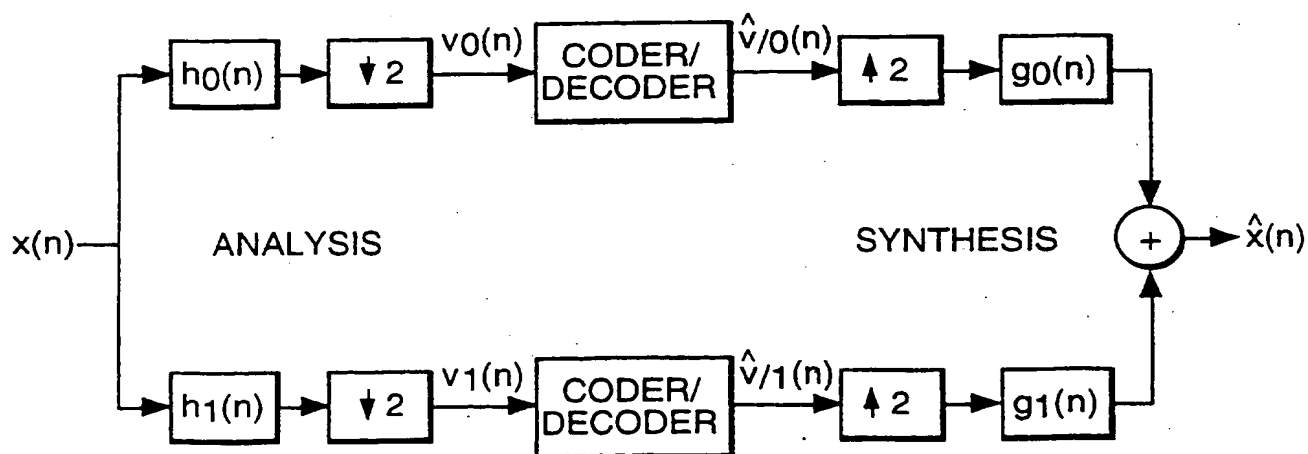 h0(n)
↓2
v0(n)
CODER/
DECODER
v̂/0(n)
↑2
g0(n)
x(n)
ANALYSIS
SYNTHESIS
+
x̂(n)
h1(n)
↓2
v1(n)
CODER/
DECODER
v̂/1(n)
↑2
g1(n)